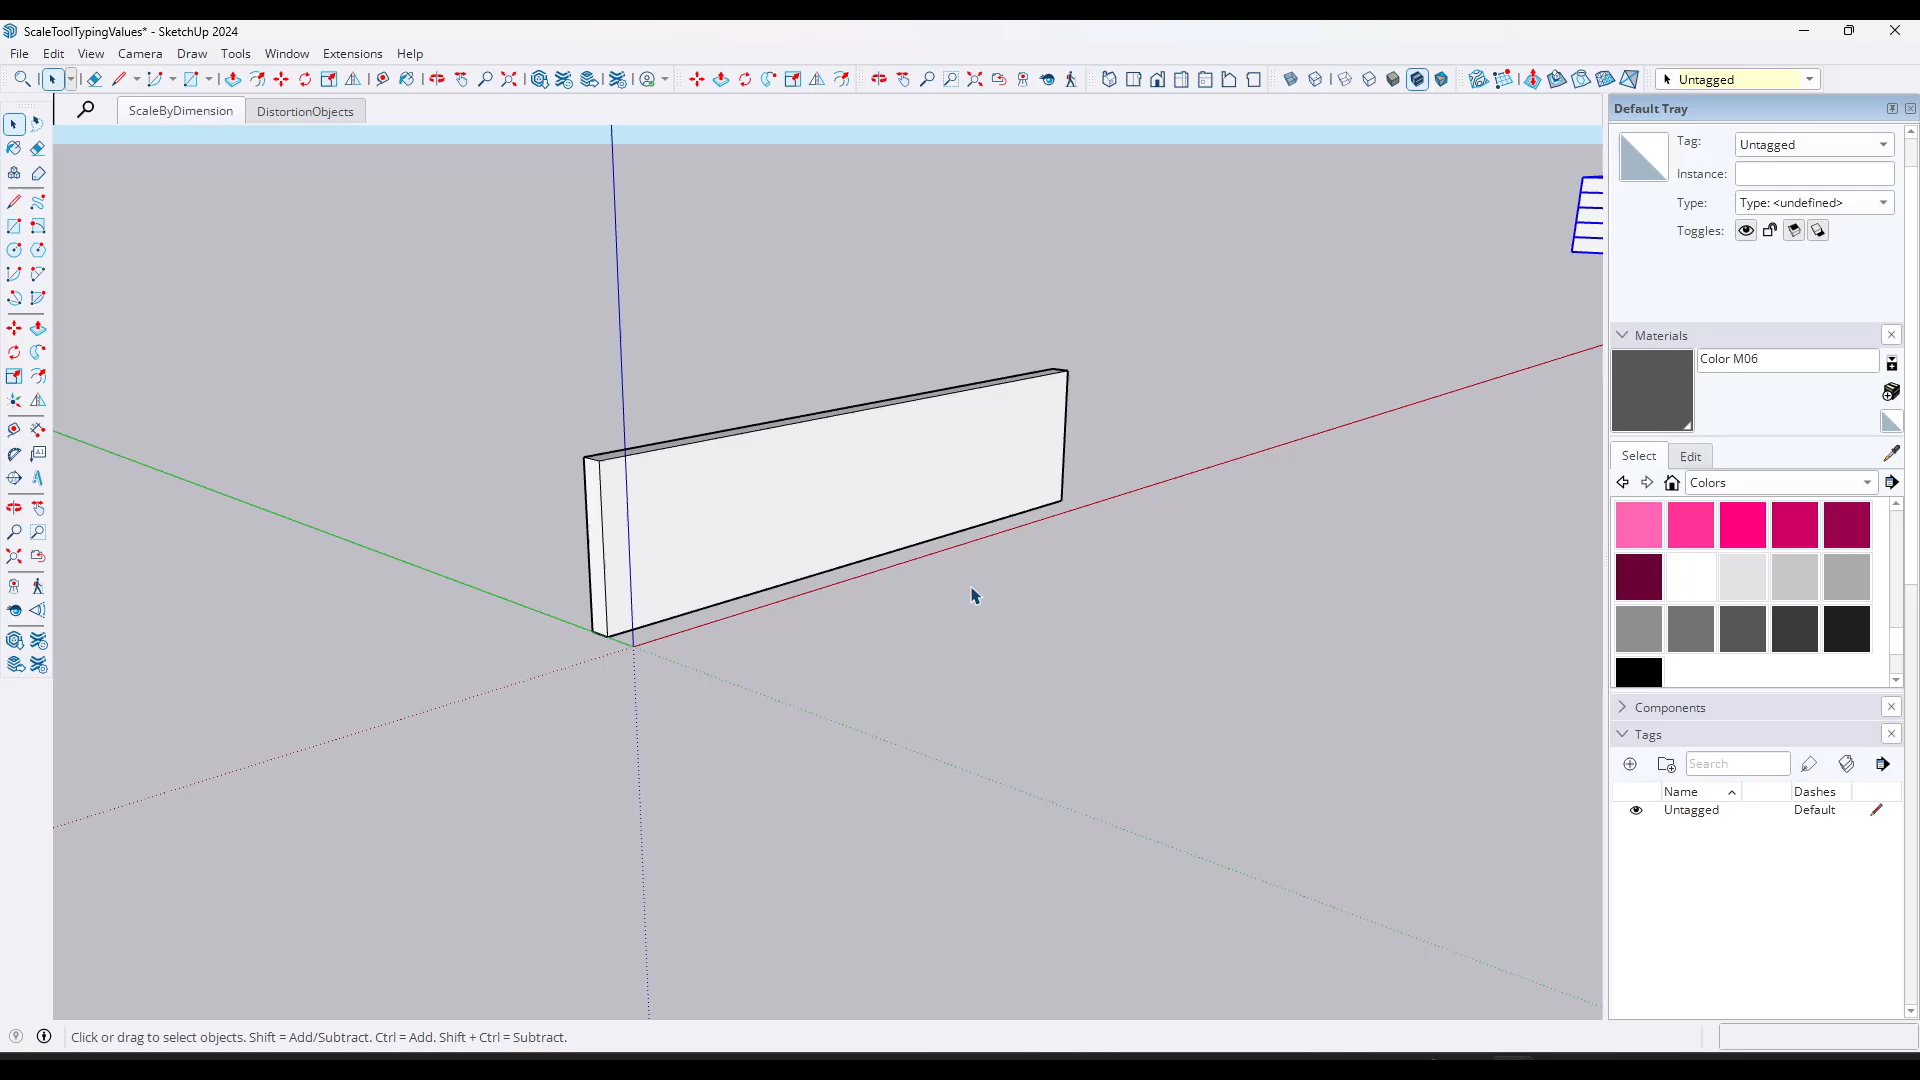 ScaleToolTypingValues* - SketchUp 2024
File Edit View Camera Draw Tools Window Extensions Help
Untagged
ScaleByDimension DistortionObjects
Default Tray
Tag: Untagged
Instance:
Type: Type: <undefined>
Toggles:
Materials
Color M06
Select Edit
Colors
Components
Tags
Search
Name Dashes
Untagged Default
Click or drag to select objects. Shift = Add/Subtract. Ctrl = Add. Shift + Ctrl = Subtract.